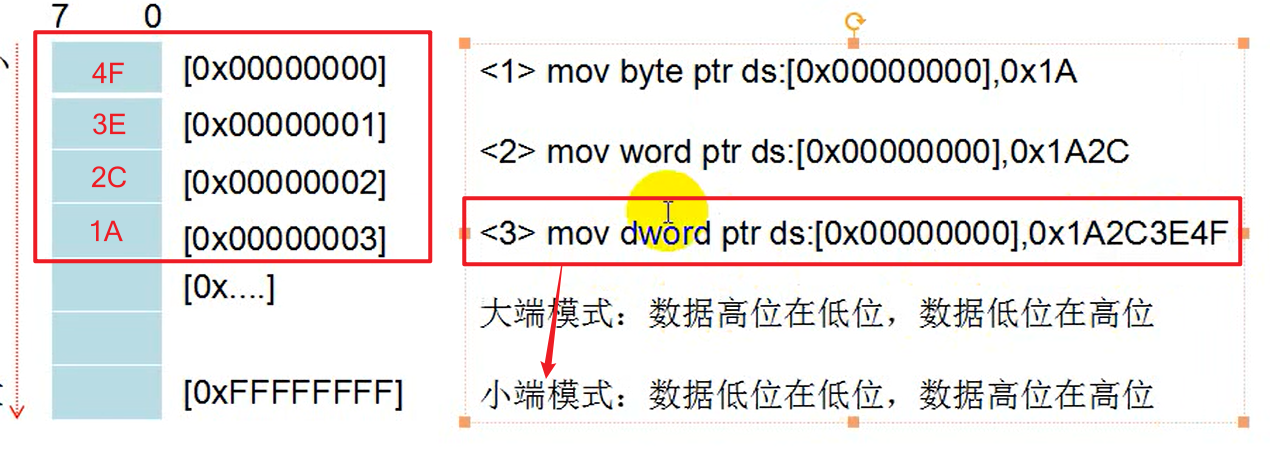 7 0
4F [0x00000000]
3E [0x00000001]
2C [0x00000002]
1A [0x00000003]
[0x....]
[0xFFFFFFFF]
<1> mov byte ptr ds:[0x00000000],0x1A
<2> mov word ptr ds:[0x00000000],0x1A2C
<3> mov dword ptr ds:[0x00000000],0x1A2C3E4F
大端模式：数据高位在低位，数据低位在高位
小端模式：数据低位在低位，数据高位在高位